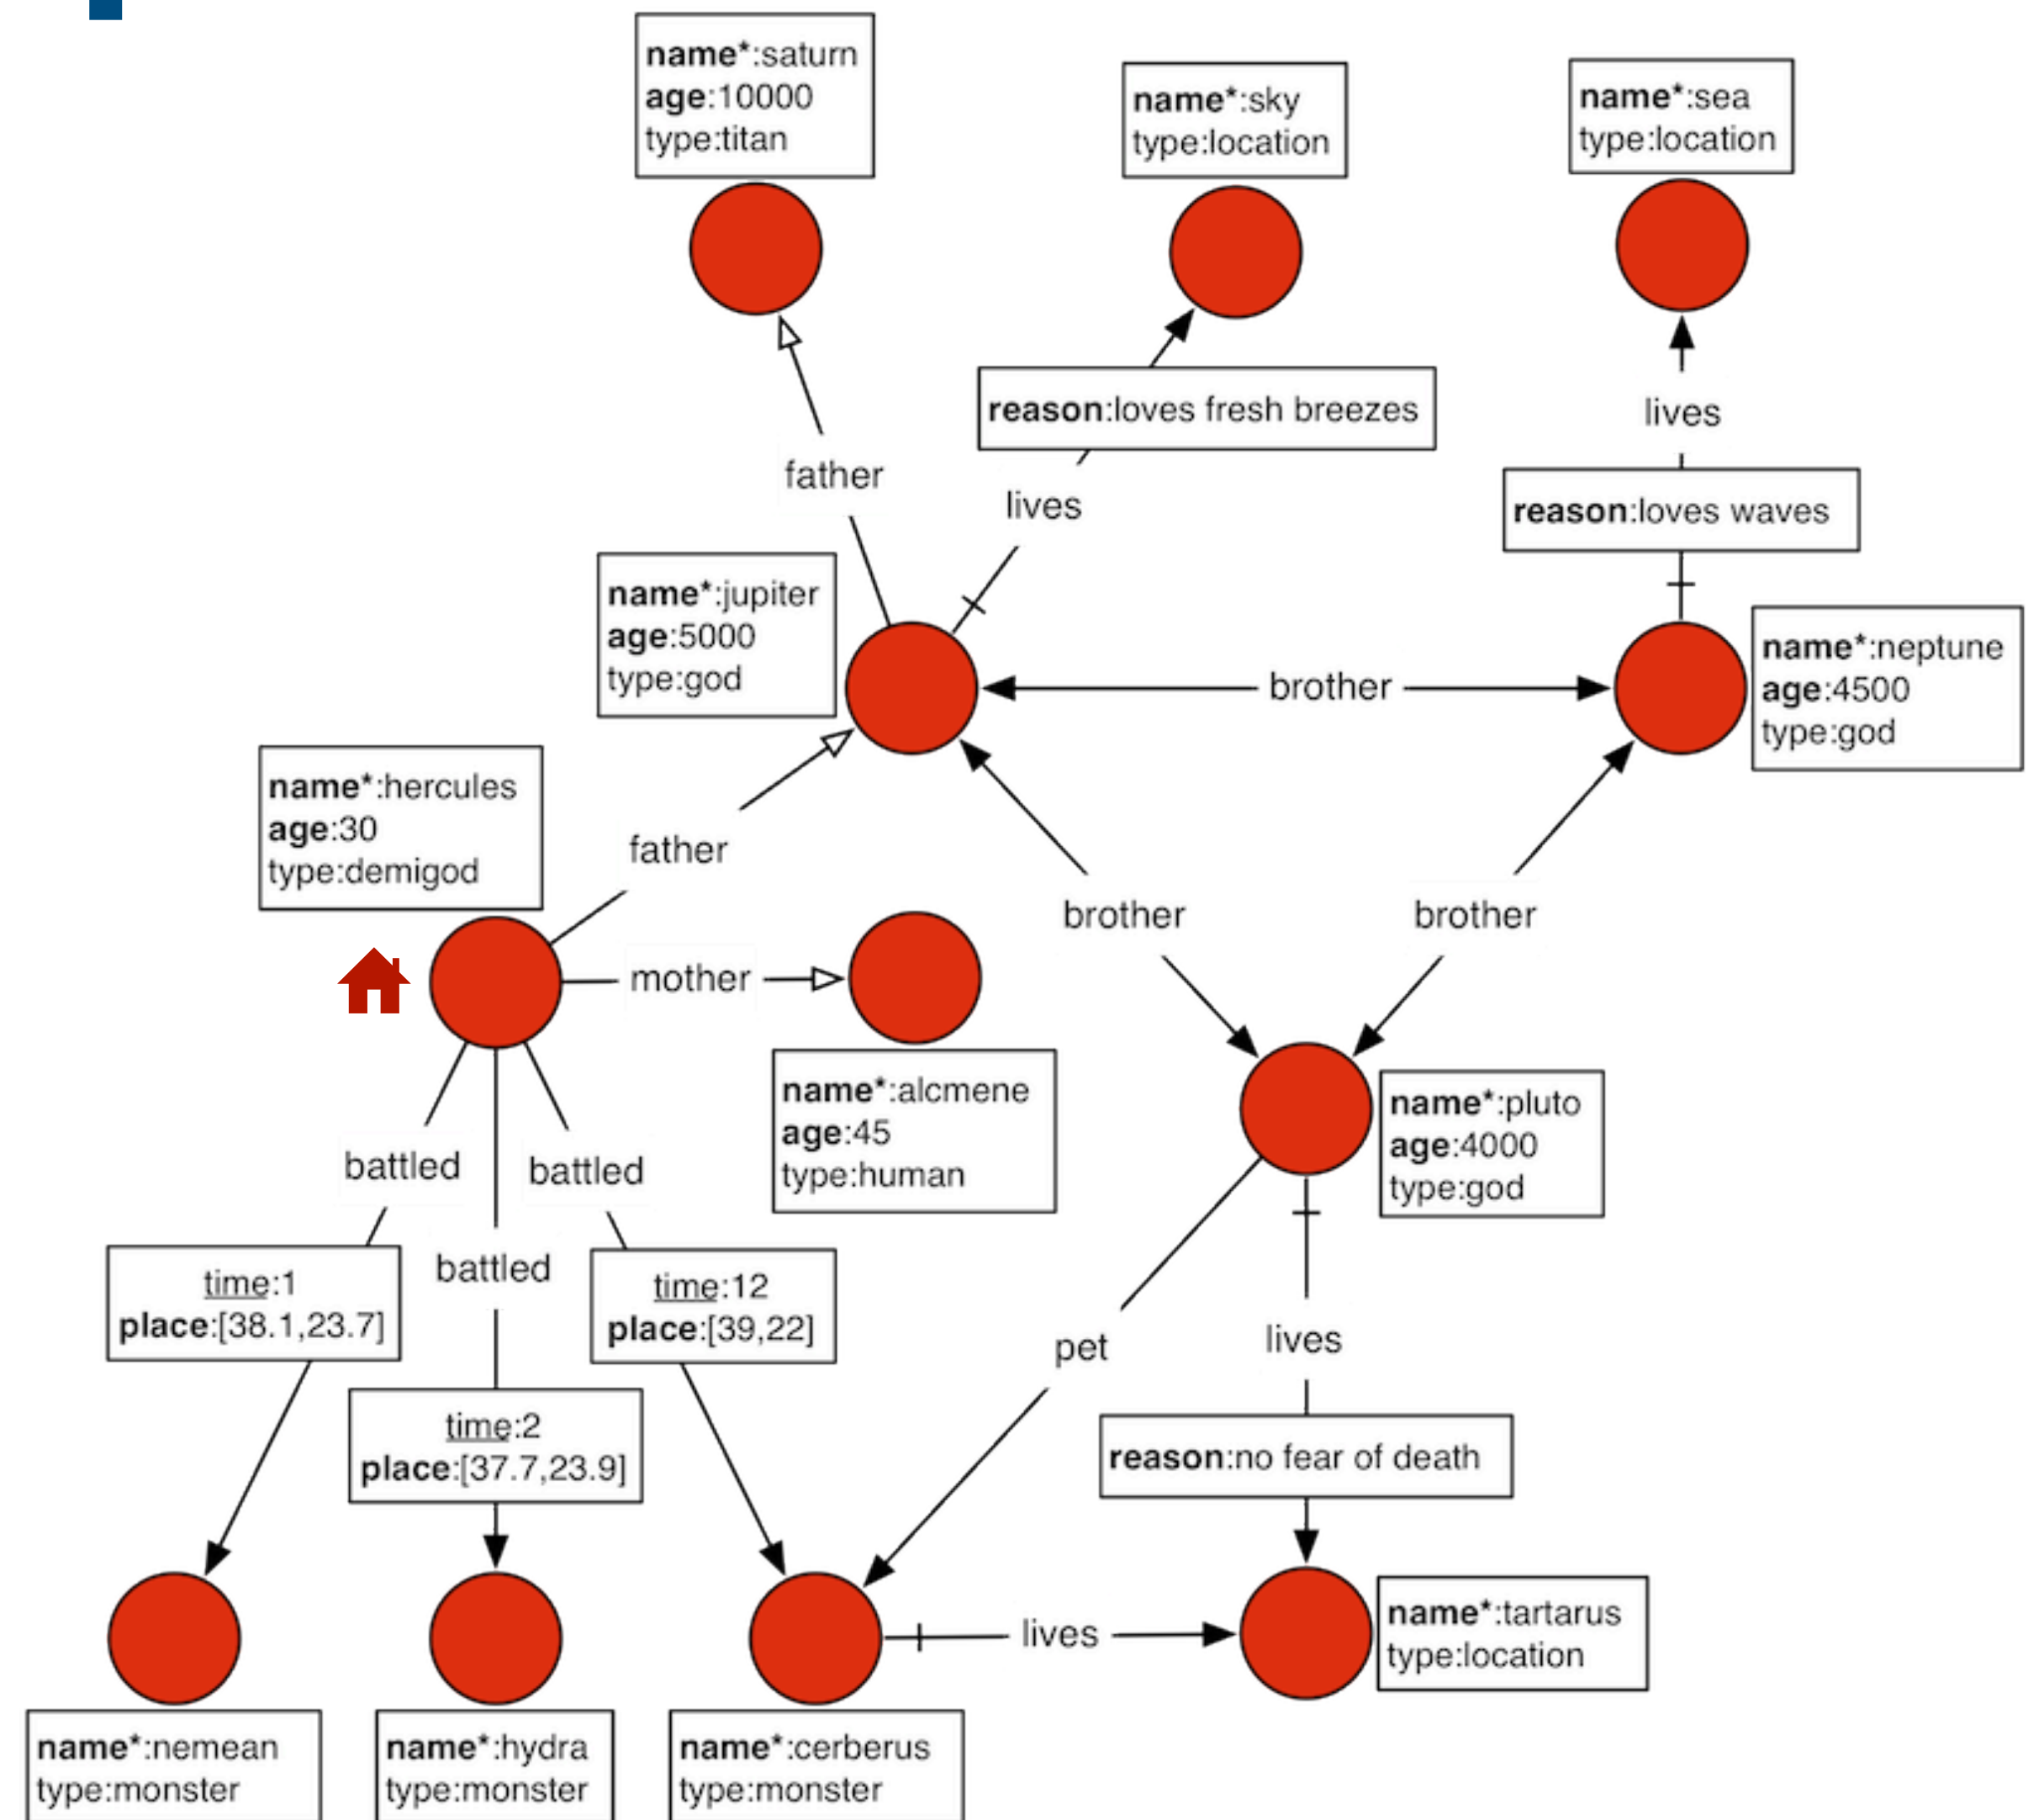 name*:saturn
age:10000
type:titan
name*:sky
type:location
name*:sea
type:location
reason:loves fresh breezes
lives
father
lives
reason:loves waves
name*:jupiter
age:5000
type:god
brother
name*:neptune
age:4500
type:god
name*:hercules
age:30
type:demigod
father
brother
brother
mother
name*:alcmene
age:45
type:human
name*:pluto
age:4000
type:god
battled
battled
battled
time:1
place:[38.1,23.7]
time:12
place:[39,22]
pet
lives
time:2
place:[37.7,23.9]
reason:no fear of death
lives
name*:tartarus
type:location
name*:nemean
type:monster
name*:hydra
type:monster
name*:cerberus
type:monster